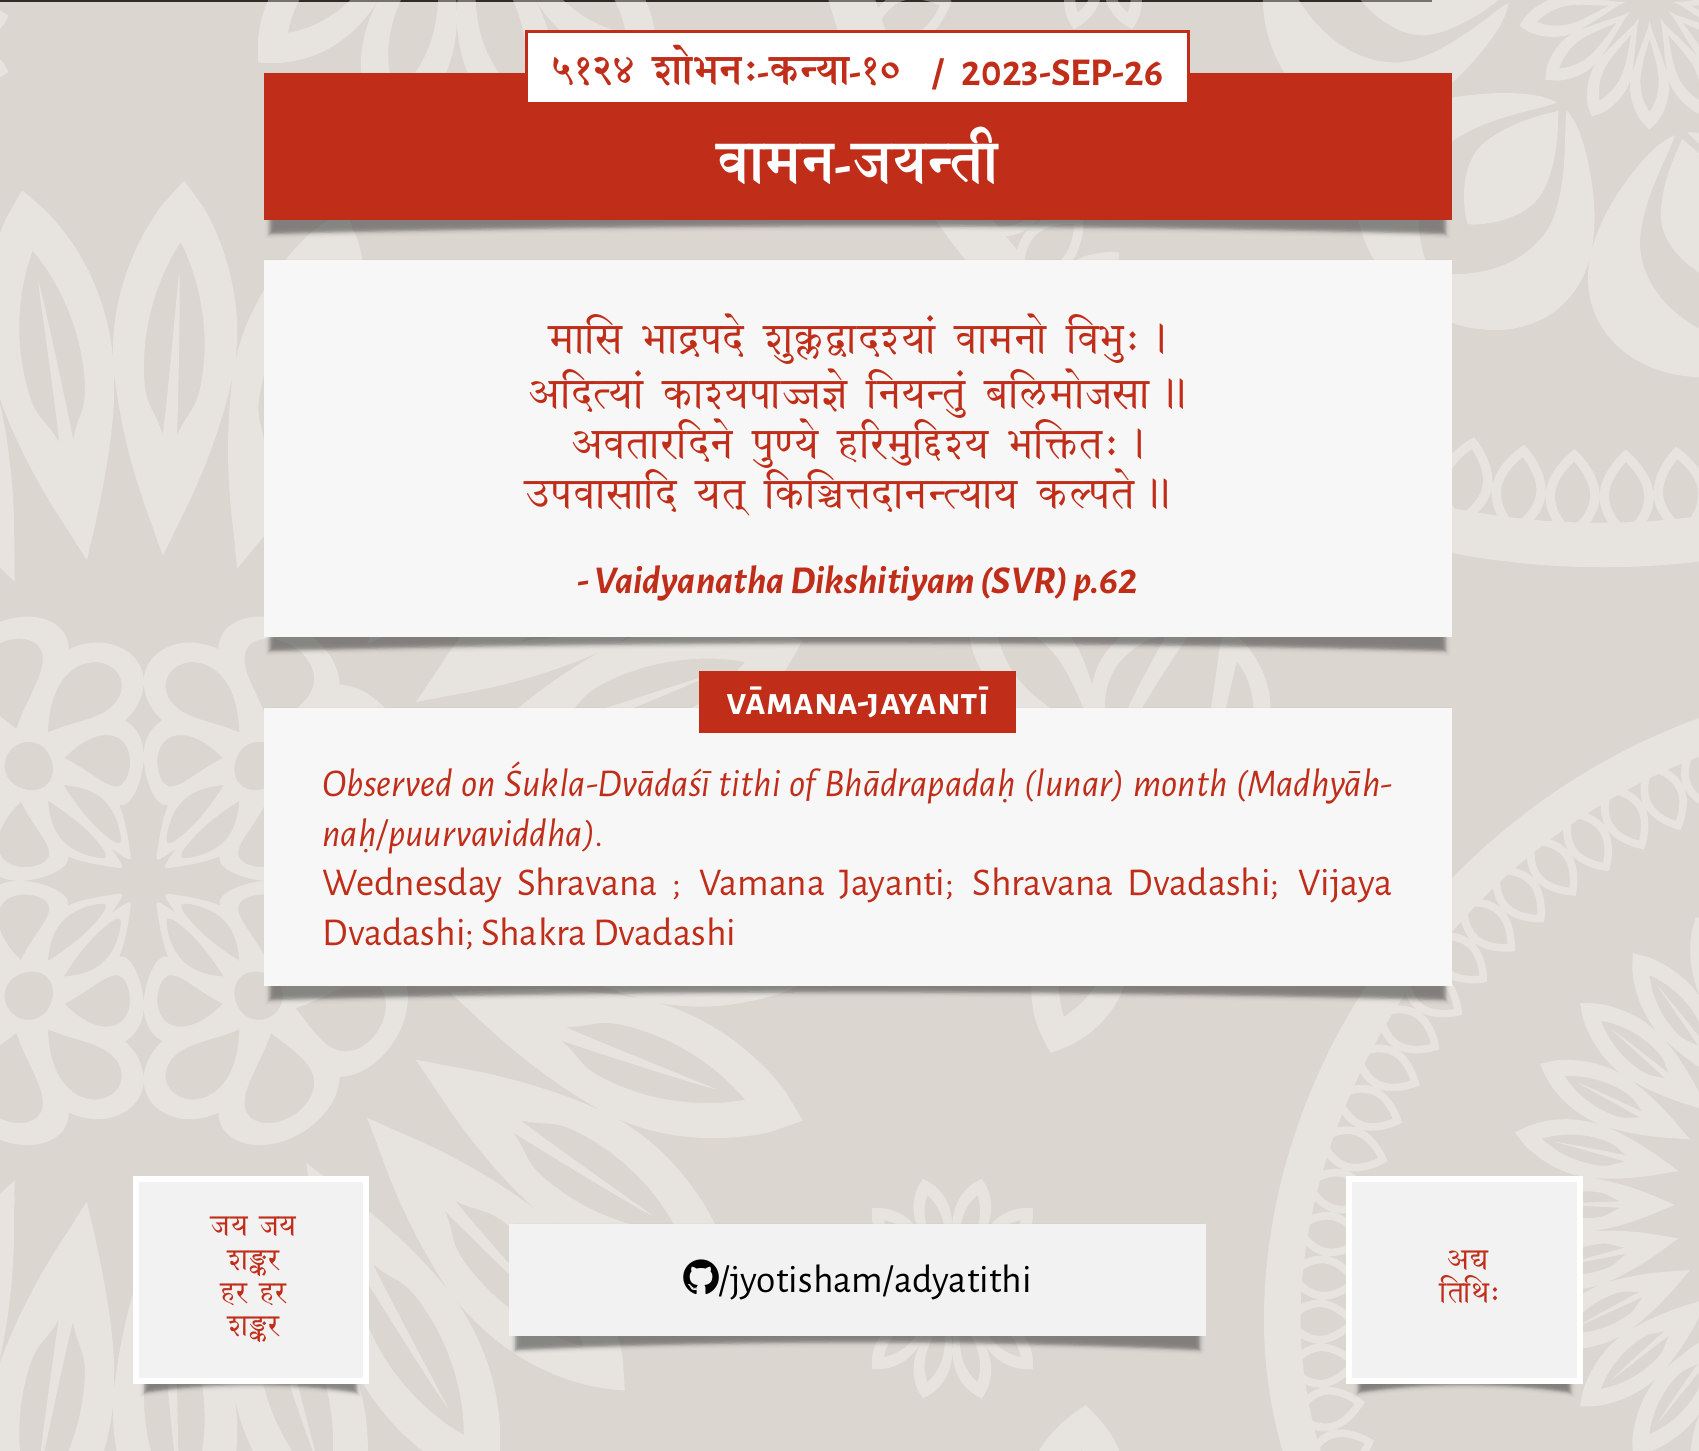 ५१२४ शोभनः-कन्या-१० / 2023-SEP-26
वामन-जयन्ती
मासि भाद्रपदे शुक्लद्वादश्यां वामनो विभुः ।
अदित्यां काश्यपाज्जज्ञे नियन्तुं बलिमोजसा ॥
अवतारदिने पुण्ये हरिमुद्दिश्य भक्तितः ।
उपवासादि यत् किञ्चित्तदानन्त्याय कल्पते ॥
- Vaidyanatha Dikshitiyam (SVR) p.62
VĀMANA-JAYANTĪ
Observed on Śukla-Dvādaśī tithi of Bhādrapadaḥ (lunar) month (Madhyāh-
naḥ/puurvaviddha).
Wednesday Shravana ; Vamana Jayanti; Shravana Dvadashi; Vijaya
Dvadashi; Shakra Dvadashi
जय जय
शङ्कर
हर हर
शङ्कर
/jyotisham/adyatithi
अद्य
तिथिः